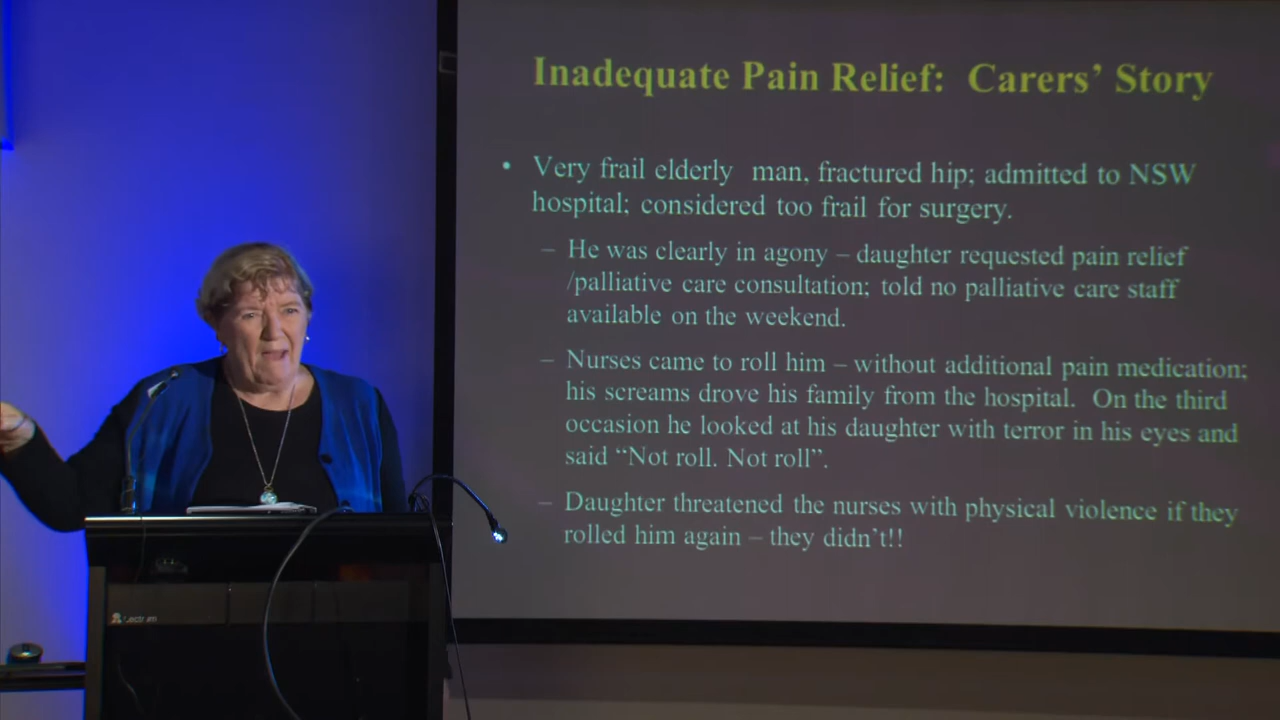 Inadequate Pain Relief:  Carers’ Story
• Very frail elderly  man, fractured hip; admitted to NSW
hospital; considered too frail for surgery.
– He was clearly in agony – daughter requested pain relief
/palliative care consultation; told no palliative care staff
available on the weekend.
– Nurses came to roll him – without additional pain medication;
his screams drove his family from the hospital.  On the third
occasion he looked at his daughter with terror in his eyes and
said “Not roll. Not roll”.
– Daughter threatened the nurses with physical violence if they
rolled him again – they didn’t!!
Lectrum